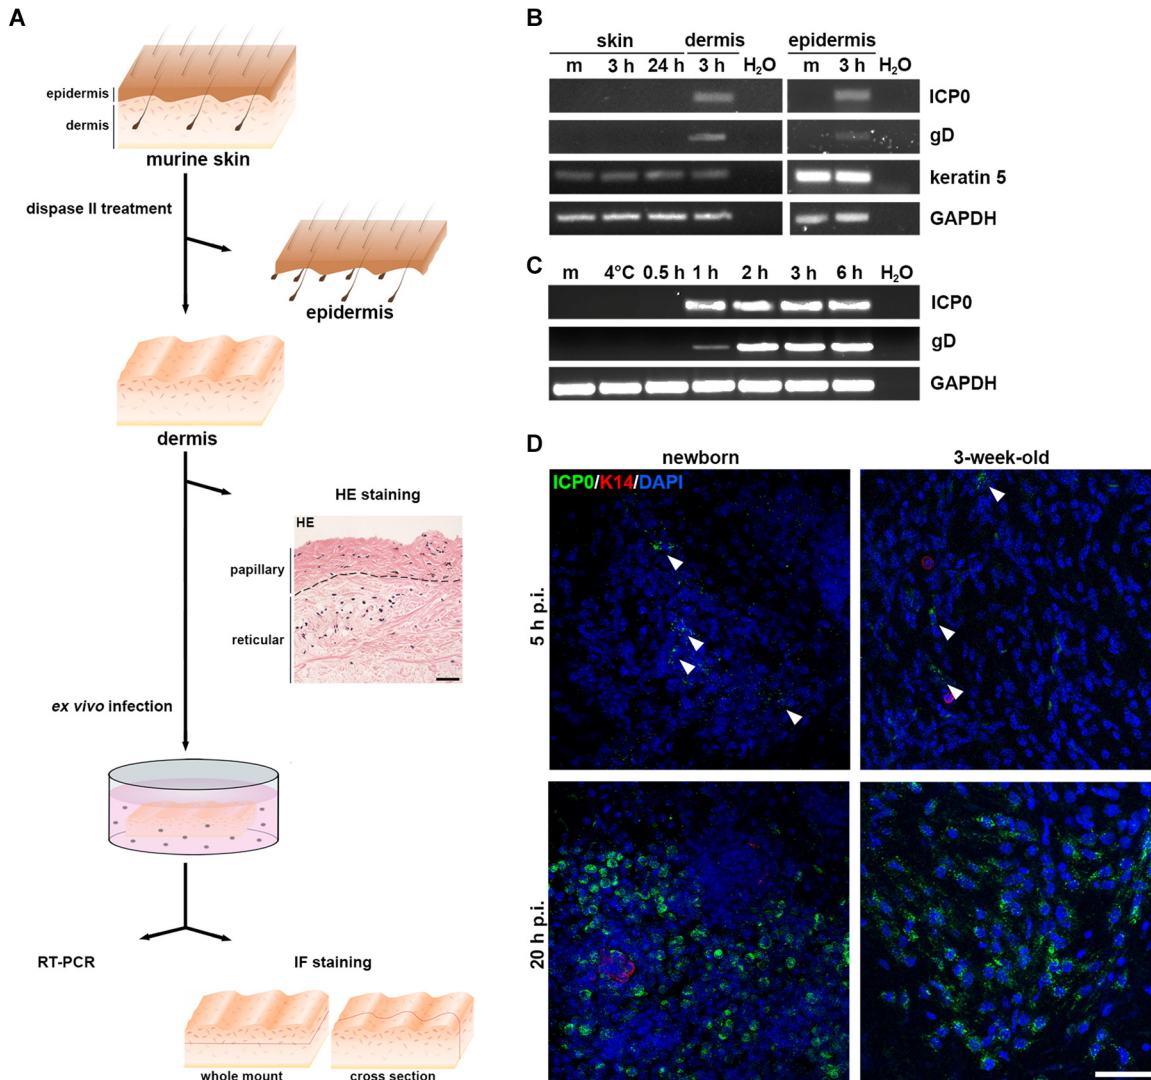 A
epidermis
dermis
murine skin
dispase II treatment
epidermis
dermis
HE staining
HE
papillary
reticular
ex vivo infection
RT-PCR
IF staining
whole mount
cross section
B
skin
dermis
epidermis
m
3 h
24 h
3 h
H₂O
m
3 h
H₂O
ICP0
gD
keratin 5
GAPDH
C
m
4°C
0.5 h
1 h
2 h
3 h
6 h
H₂O
ICP0
gD
GAPDH
D
newborn
3-week-old
ICP0/K14/DAPI
5 h p.i.
20 h p.i.